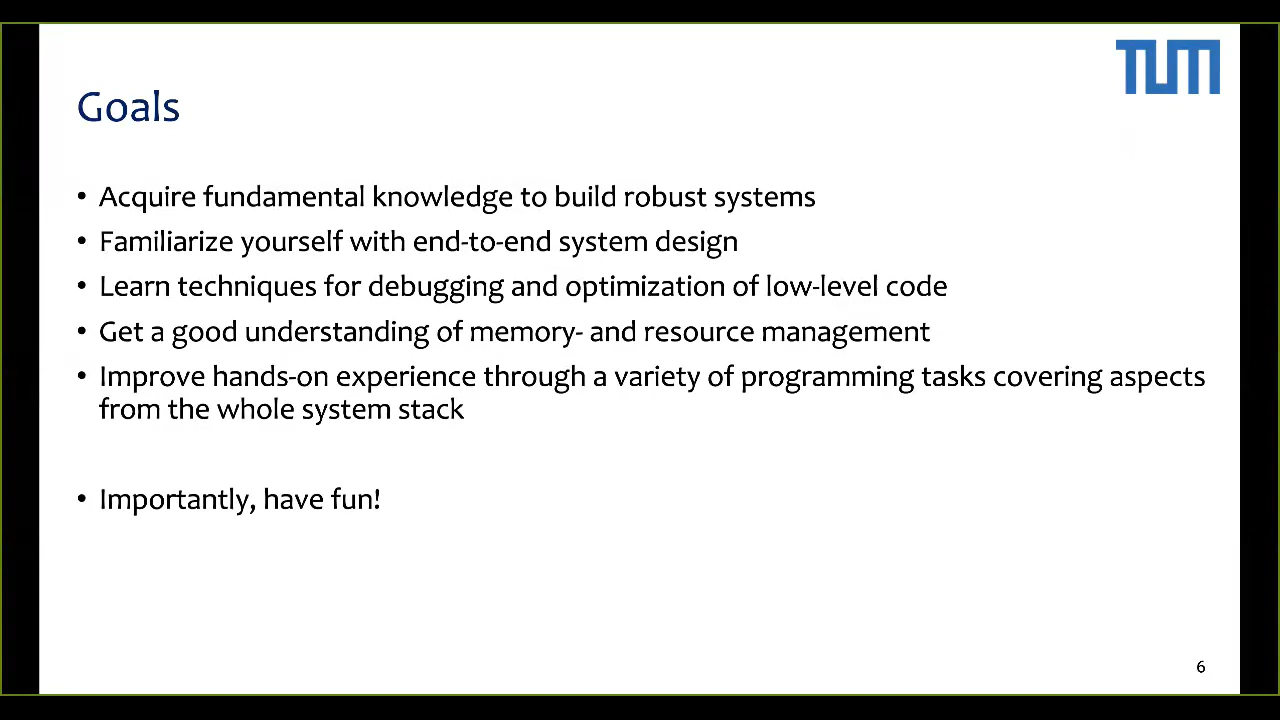 TUM
Goals
• Acquire fundamental knowledge to build robust systems
• Familiarize yourself with end-to-end system design
• Learn techniques for debugging and optimization of low-level code
• Get a good understanding of memory- and resource management
• Improve hands-on experience through a variety of programming tasks covering aspects
from the whole system stack
• Importantly, have fun!
6